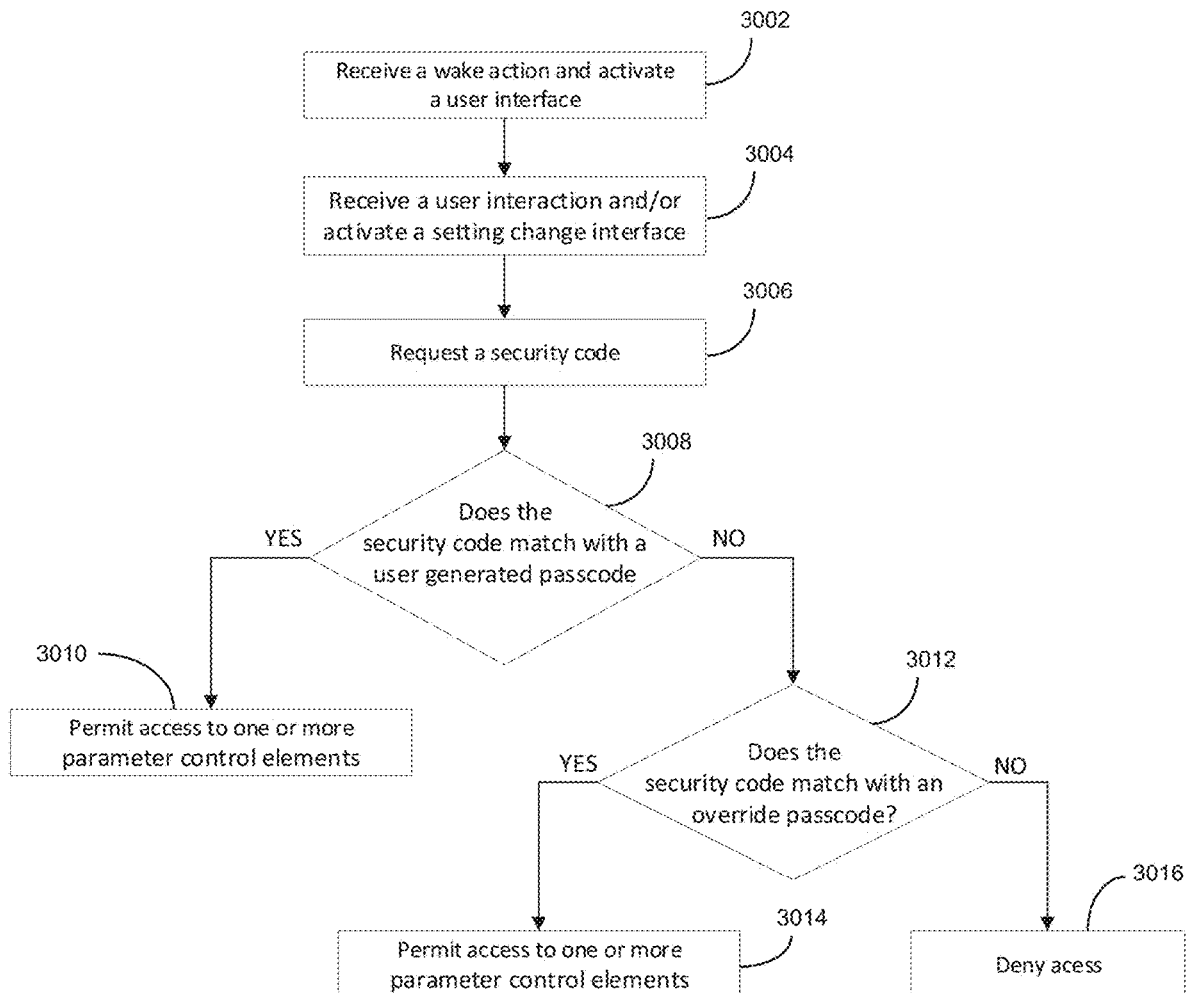 3002
Receive a wake action and activate
a user interface
3004
Receive a user interaction and/or
activate a setting change interface
3006
Request a security code
3008
Does the
security code match with a
user generated passcode
YES
NO
3010
Permit access to one or more
parameter control elements
3012
Does the
security code match with an
override passcode?
YES
NO
3014
Permit access to one or more
parameter control elements
3016
Deny acess